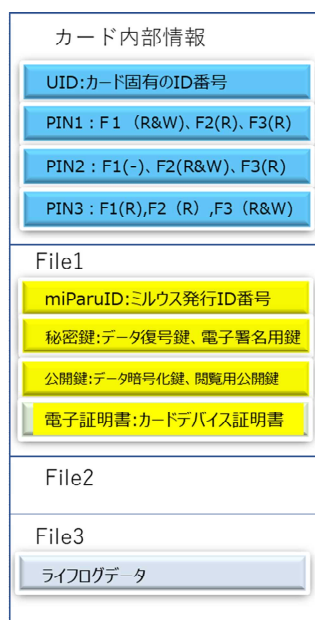 カード内部情報
UID:カード固有のID番号
PIN1：F１（R&W)、F2(R)、F3(R)
PIN2：F1(-)、F2(R&W)、F3(R)
PIN3：F1(R),F2（R）,F3（R&W）
File1
miParuID:ミルウス発行ID番号
秘密鍵:データ復号鍵、電子署名用鍵
公開鍵:データ暗号化鍵、閲覧用公開鍵
電子証明書:カードデバイス証明書
File2
File3
ライフログデータ